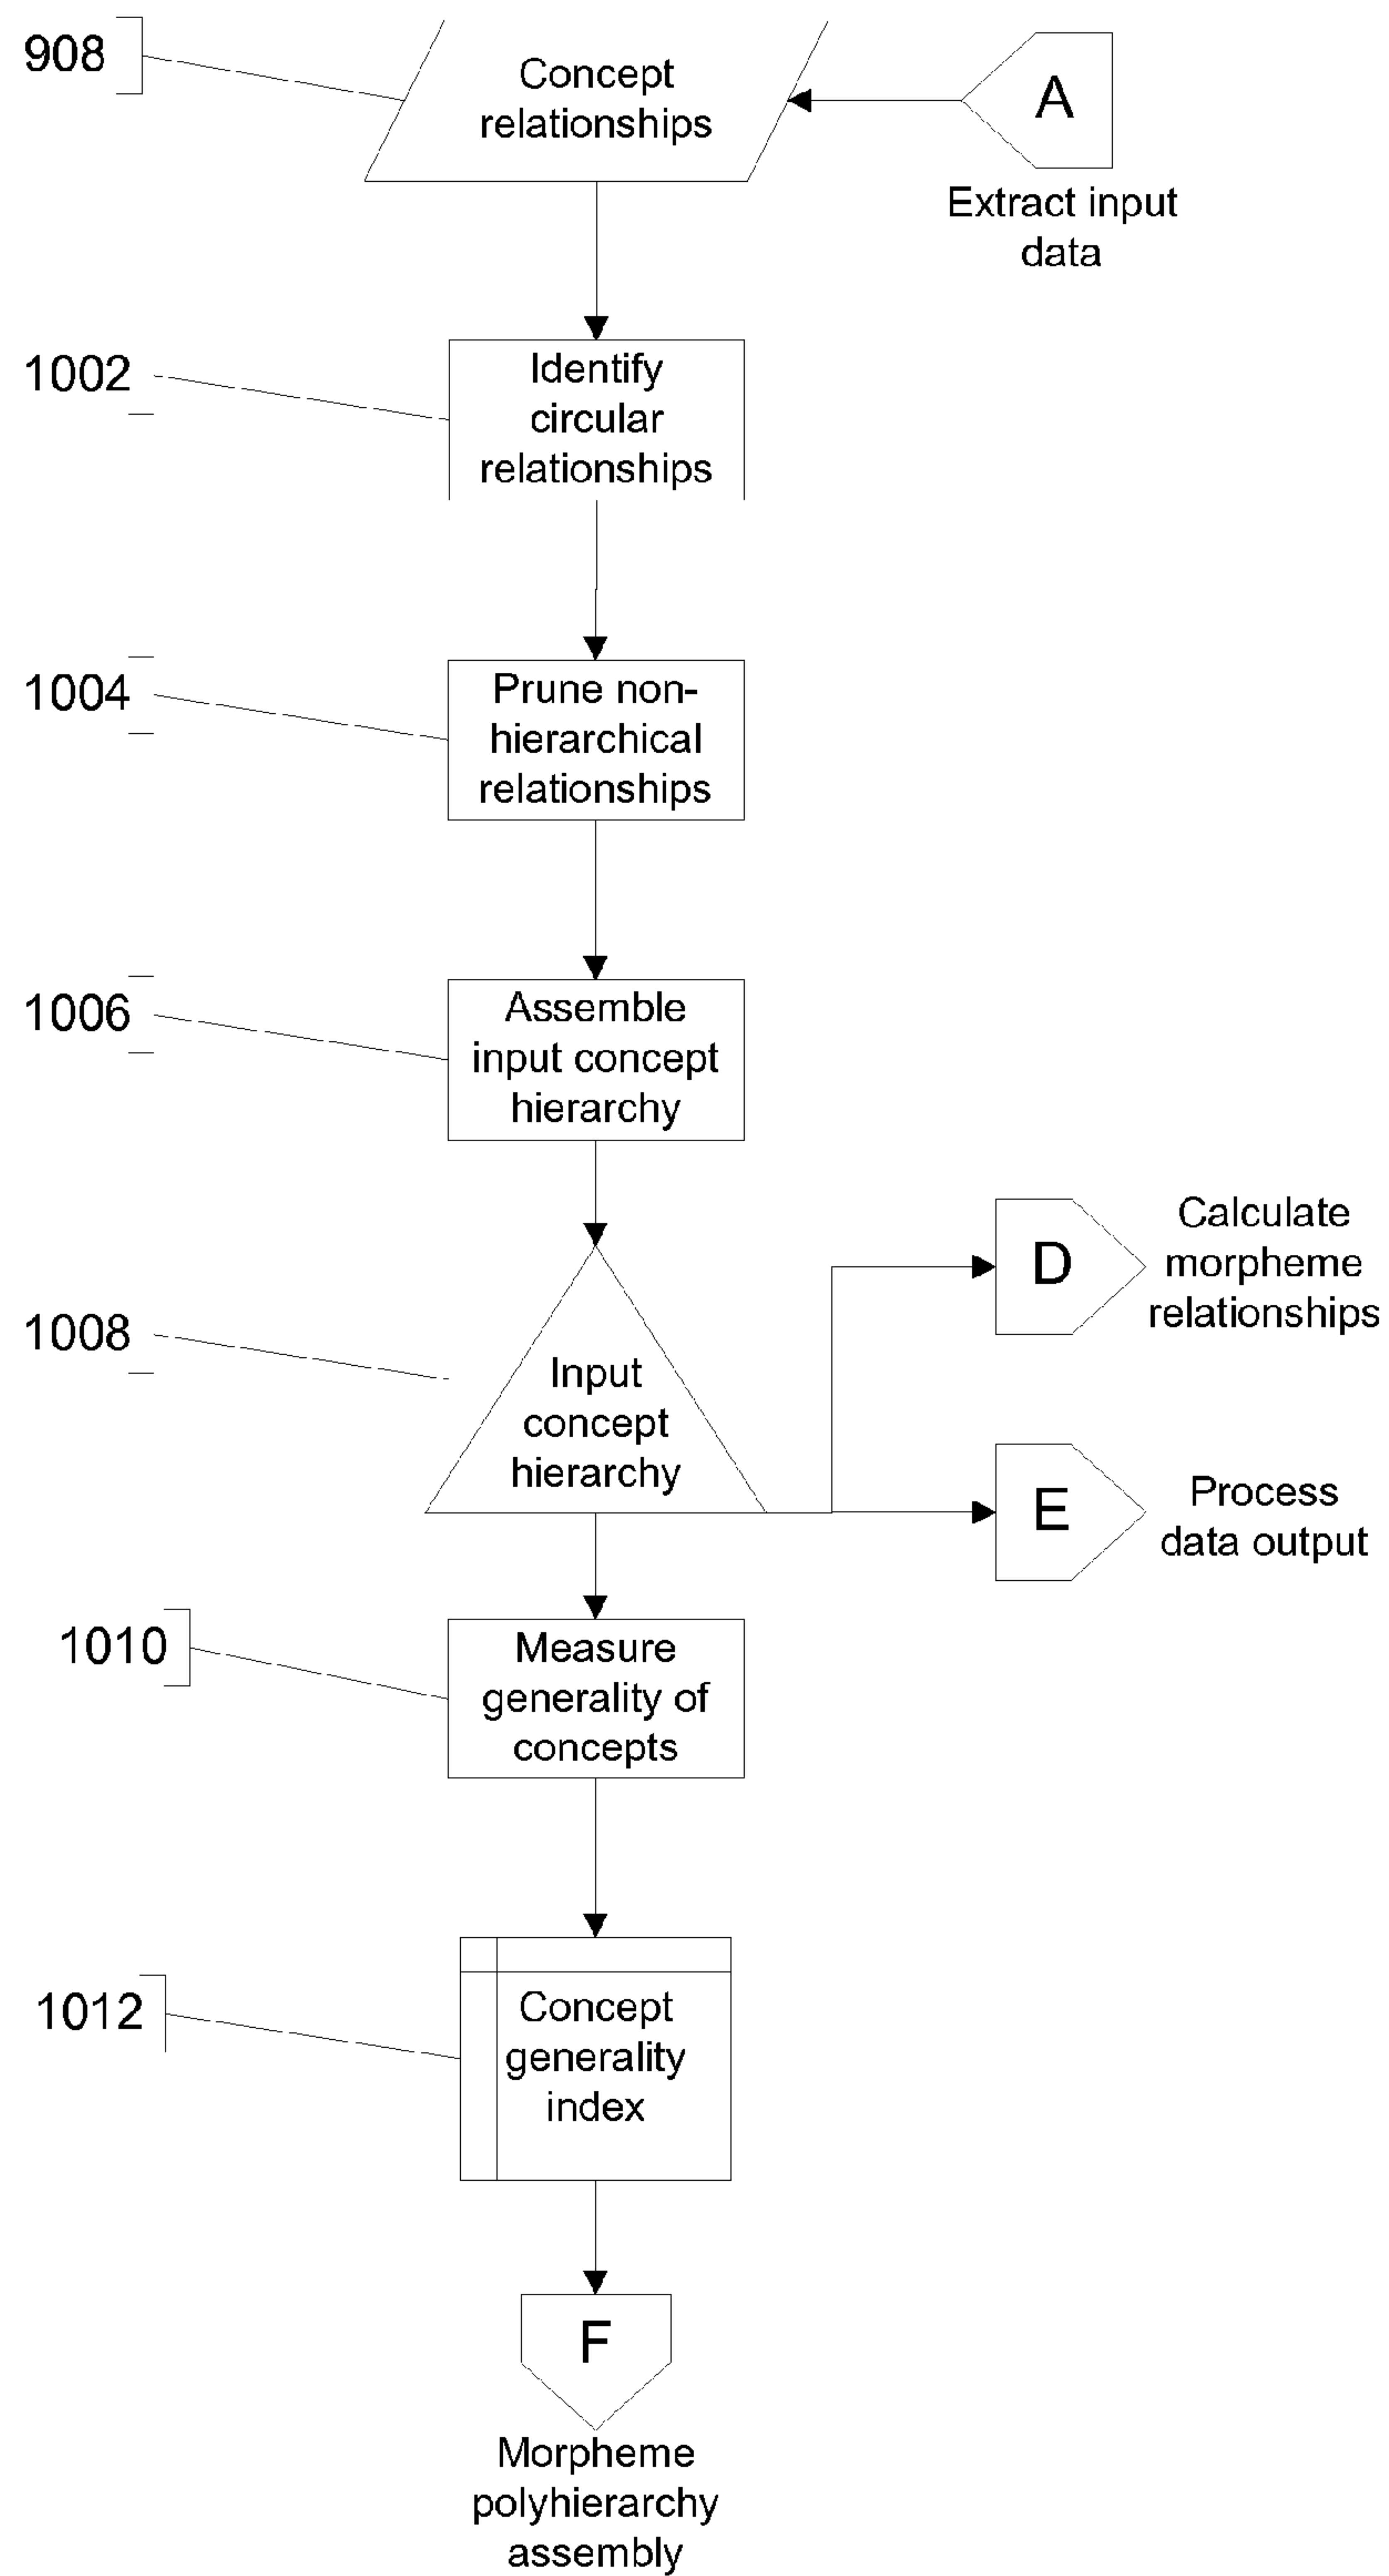 908
Concept
relationships
A
Extract input
data
1002
Identify
circular
relationships
1004
Prune non-
hierarchical
relationships
1006
Assemble
input concept
hierarchy
1008
Input
concept
hierarchy
D
Calculate
morpheme
relationships
E
Process
data output
1010
Measure
generality of
concepts
1012
Concept
generality
index
F
Morpheme
polyhierarchy
assembly